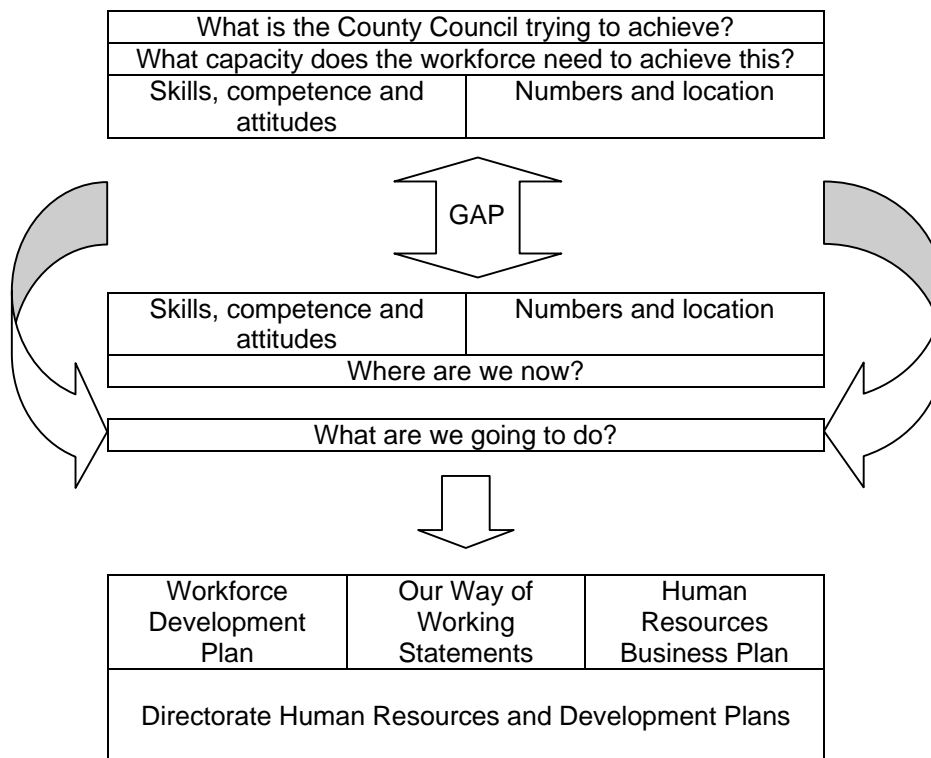 What is the County Council trying to achieve?
What capacity does the workforce need to achieve this?
Skills, competence and
attitudes
Numbers and location
GAP
Skills, competence and
attitudes
Numbers and location
Where are we now?
What are we going to do?
Workforce
Development
Plan
Our Way of
Working
Statements
Human
Resources
Business Plan
Directorate Human Resources and Development Plans